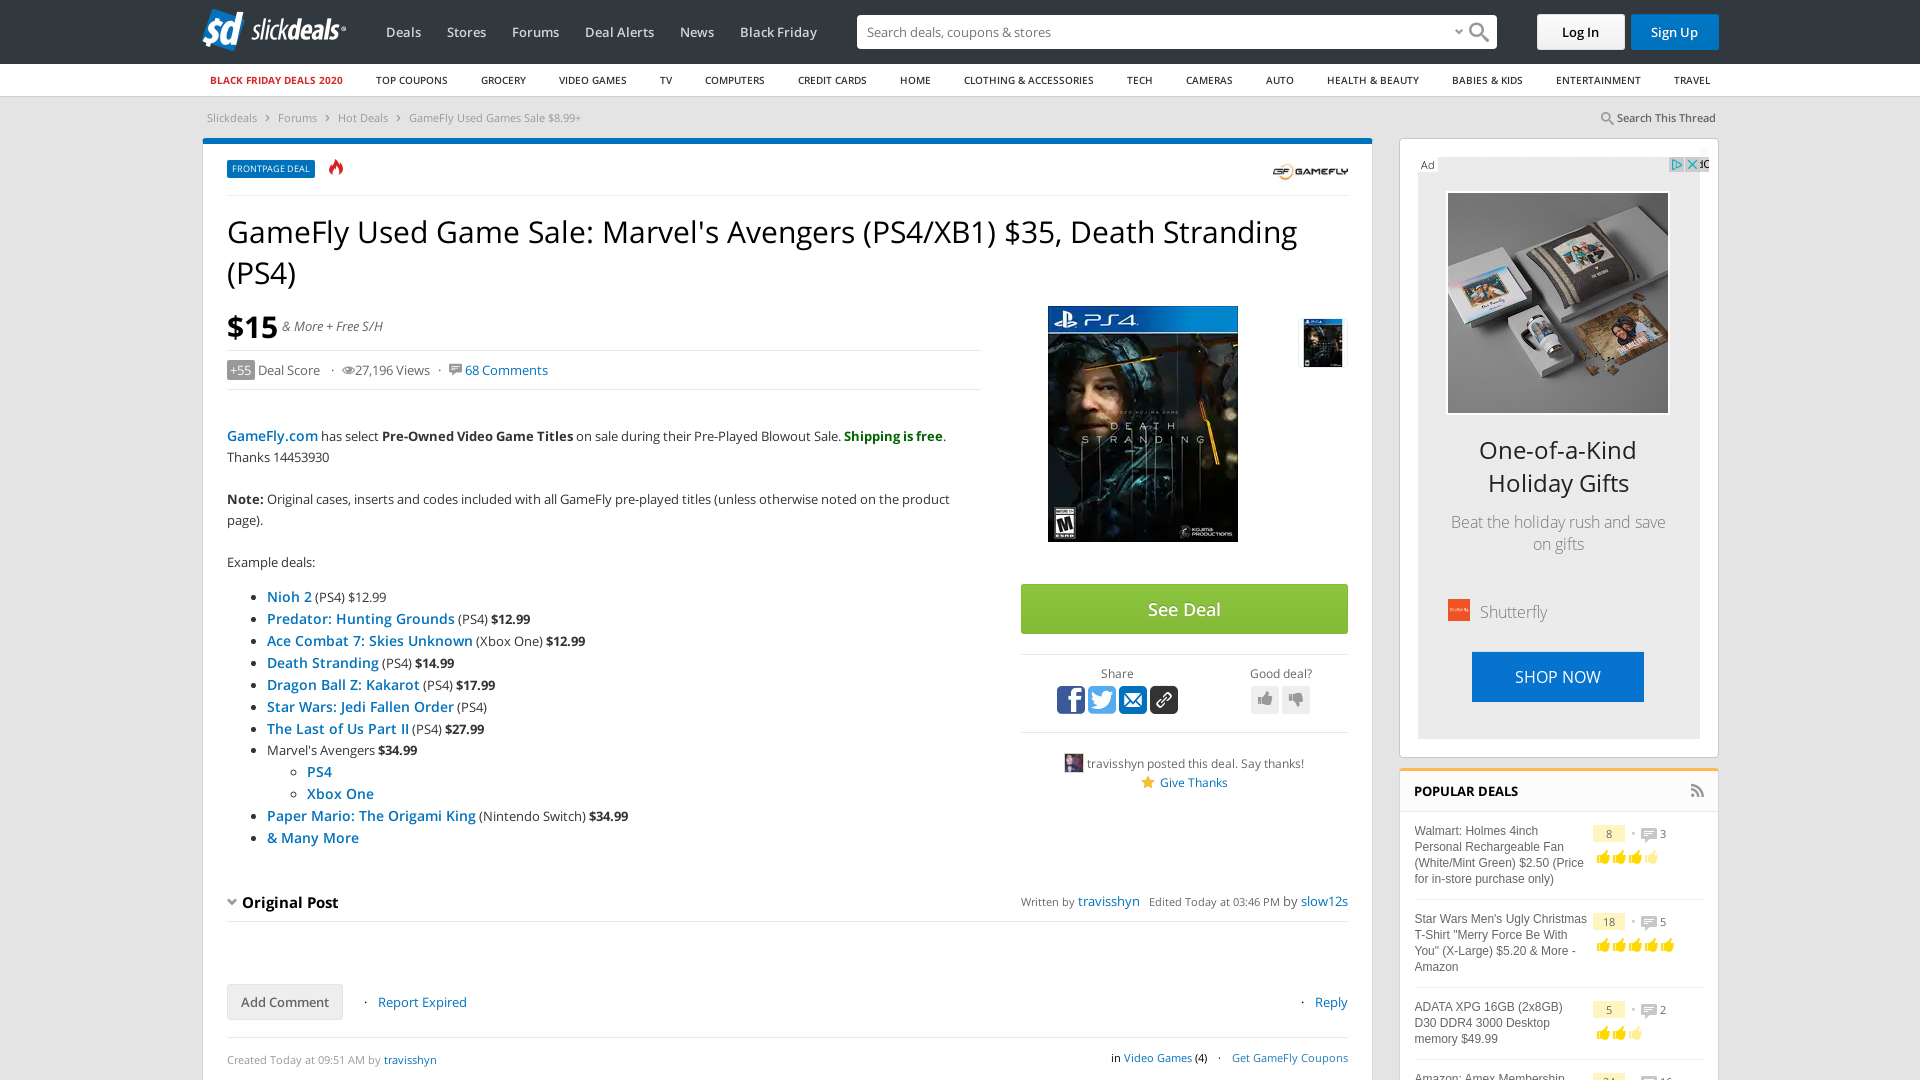 sd slickdeals
Deals Stores Forums Deal Alerts News Black Friday
Search deals, coupons & stores
Log In
Sign Up
BLACK FRIDAY DEALS 2020 TOP COUPONS GROCERY VIDEO GAMES TV COMPUTERS CREDIT CARDS HOME CLOTHING & ACCESSORIES TECH CAMERAS AUTO HEALTH & BEAUTY BABIES & KIDS ENTERTAINMENT TRAVEL
Slickdeals Forums Hot Deals GameFly Used Games Sale $8.99+
Search This Thread
FRONTPAGE DEAL
GF GAMEFLY
GameFly Used Game Sale: Marvel's Avengers (PS4/XB1) $35, Death Stranding
(PS4)
$15 & More + Free S/H
+55 Deal Score · 27,196 Views · 68 Comments
GameFly.com has select Pre-Owned Video Game Titles on sale during their Pre-Played Blowout Sale. Shipping is free.
Thanks 14453930
Note: Original cases, inserts and codes included with all GameFly pre-played titles (unless otherwise noted on the product
page).
Example deals:
Nioh 2 (PS4) $12.99
Predator: Hunting Grounds (PS4) $12.99
Ace Combat 7: Skies Unknown (Xbox One) $12.99
Death Stranding (PS4) $14.99
Dragon Ball Z: Kakarot (PS4) $17.99
Star Wars: Jedi Fallen Order (PS4)
The Last of Us Part II (PS4) $27.99
Marvel's Avengers $34.99
PS4
Xbox One
Paper Mario: The Origami King (Nintendo Switch) $34.99
& Many More
PS4
DEATH
STRANDING
M
KOJIMA
PRODUCTIONS
See Deal
Share
Good deal?
travisshyn posted this deal. Say thanks!
Give Thanks
Original Post
Written by travisshyn Edited Today at 03:46 PM by slow12s
Add Comment
· Report Expired
· Reply
Created Today at 09:51 AM by travisshyn
in Video Games (4) · Get GameFly Coupons
Ad
One-of-a-Kind
Holiday Gifts
Beat the holiday rush and save
on gifts
Shutterfly
SHOP NOW
POPULAR DEALS
Walmart: Holmes 4inch
Personal Rechargeable Fan
(White/Mint Green) $2.50 (Price
for in-store purchase only)
8 · 3
Star Wars Men's Ugly Christmas
T-Shirt "Merry Force Be With
You" (X-Large) $5.20 & More -
Amazon
18 · 5
ADATA XPG 16GB (2x8GB)
D30 DDR4 3000 Desktop
memory $49.99
5 · 2
Amazon: Amex Membership